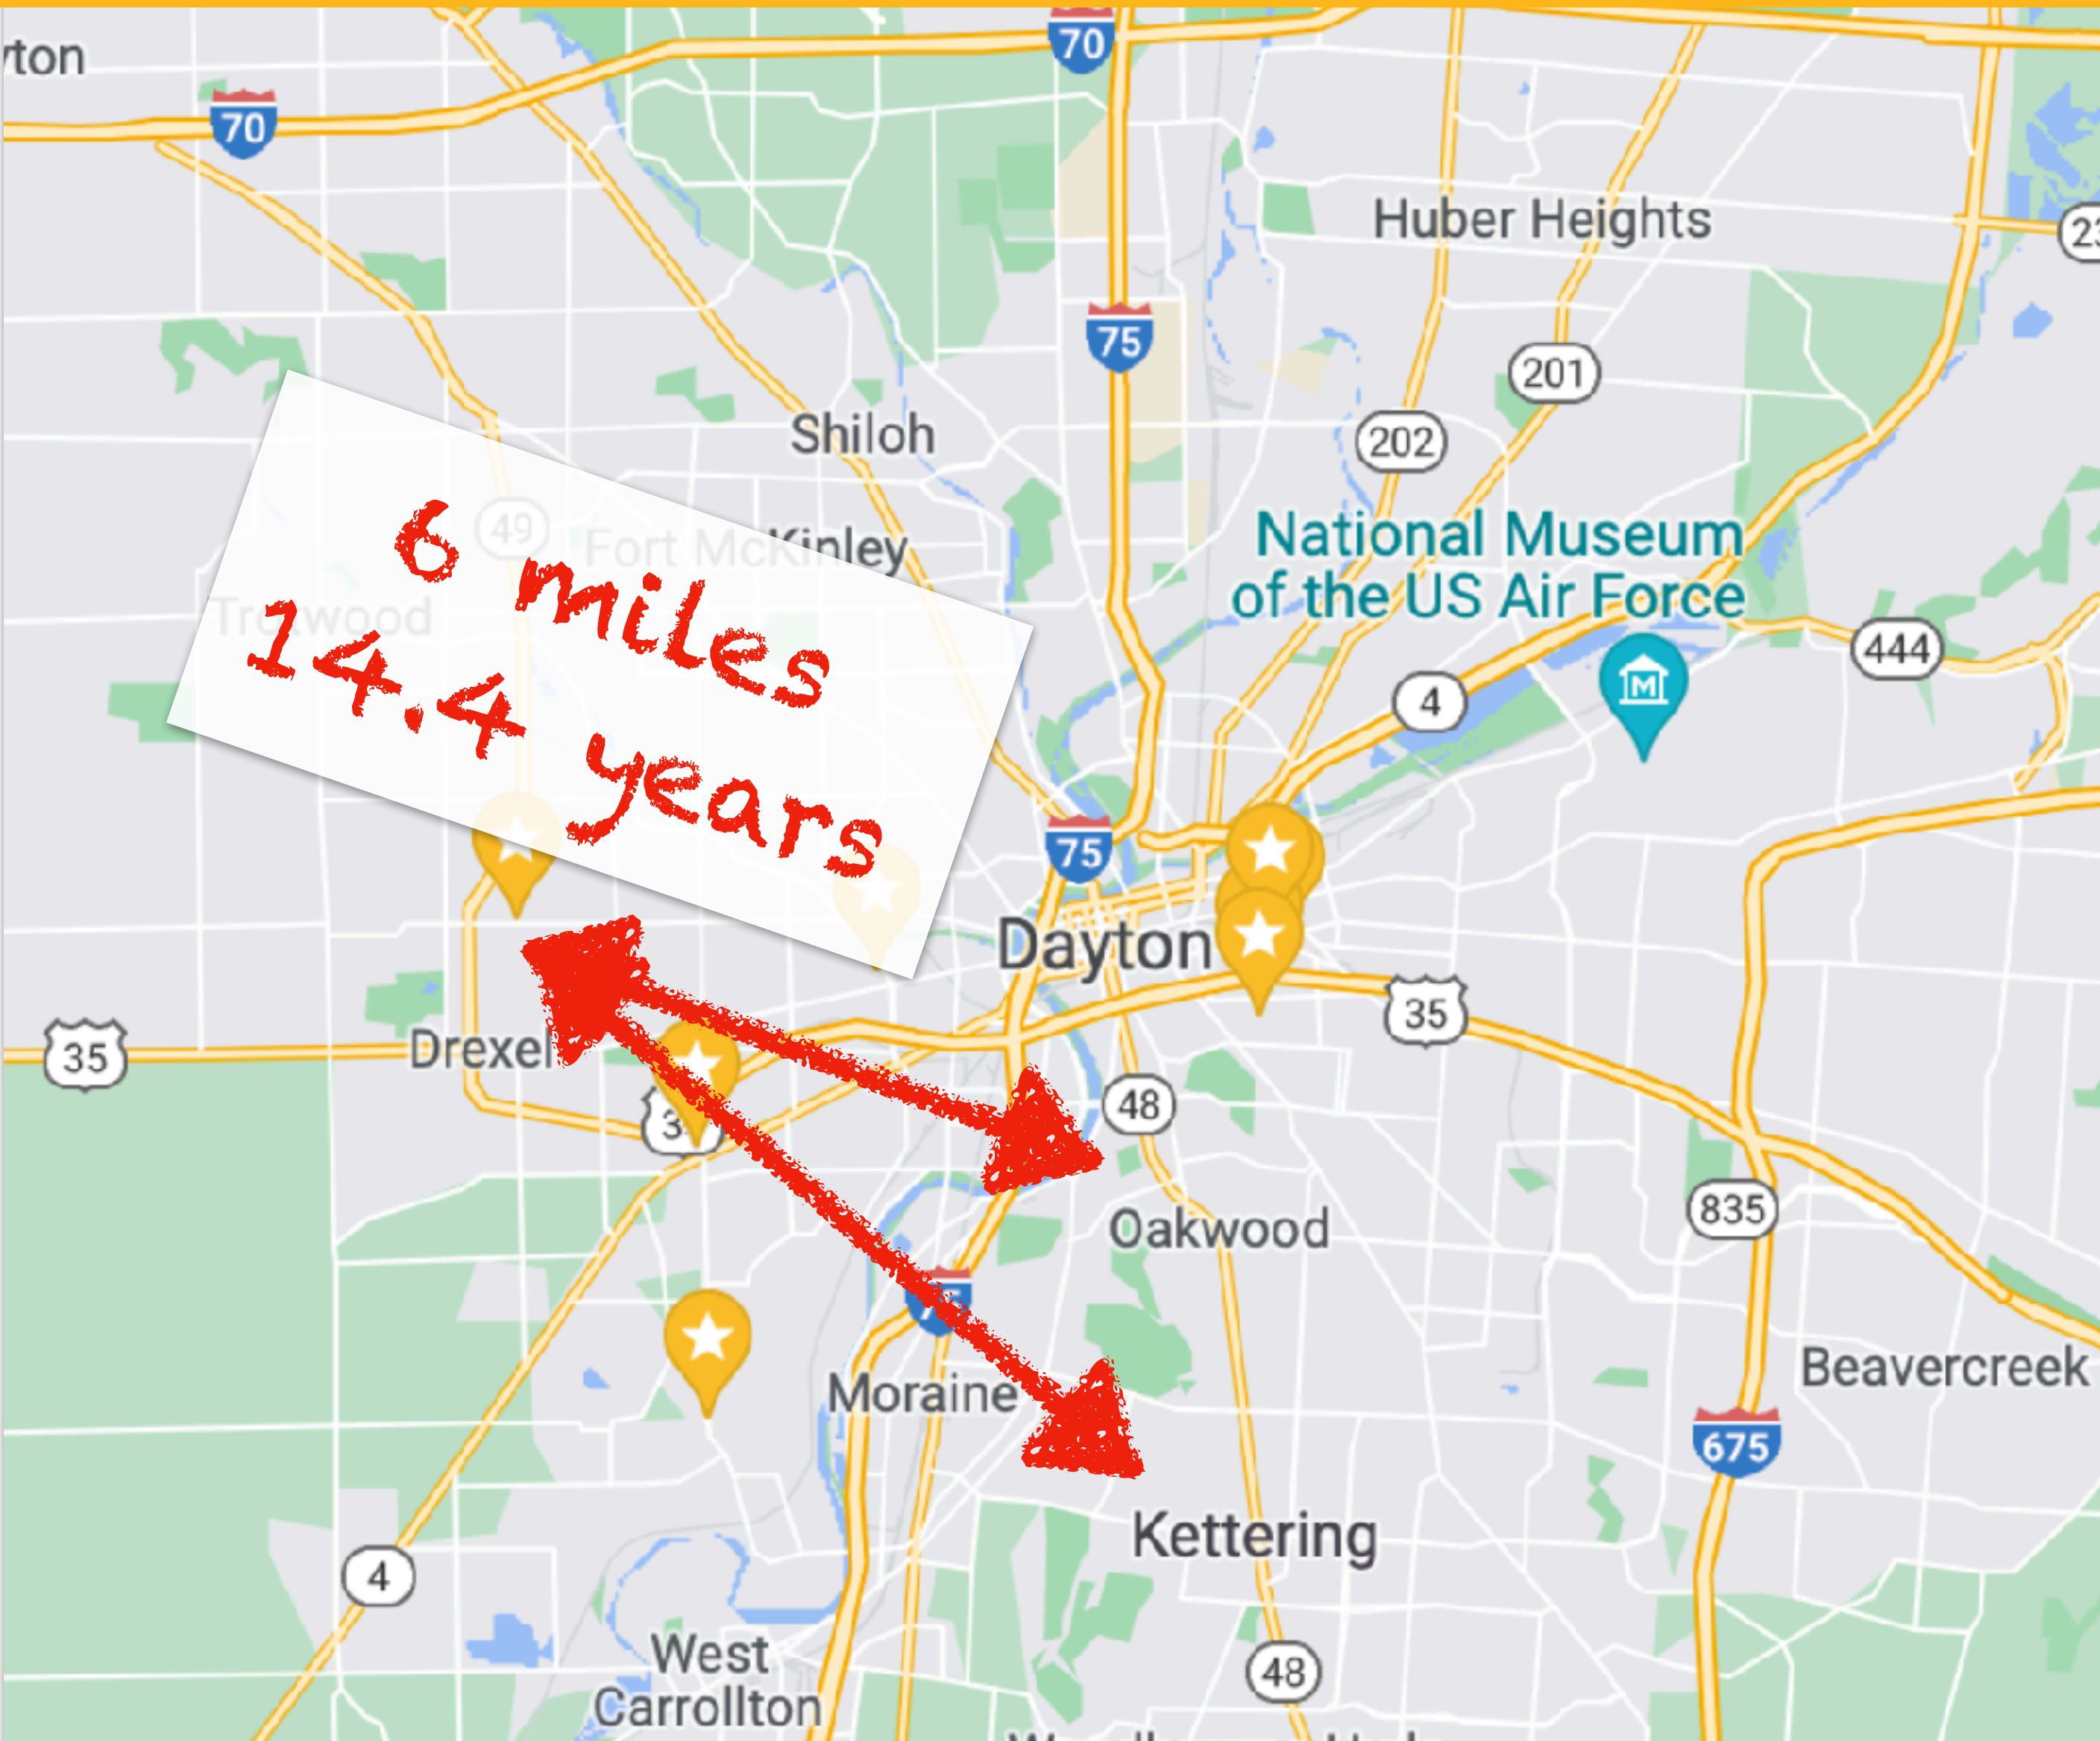 yton
70
70
Huber Heights
23
75
201
Shiloh
202
49
Fort McKinley
National Museum
of the US Air Force
6 miles
14.4 years
Trotwood
444
4
M
75
Dayton
35
35
Drexel
48
Oakwood
835
Moraine
Beavercreek
675
Kettering
4
48
West
Carrollton